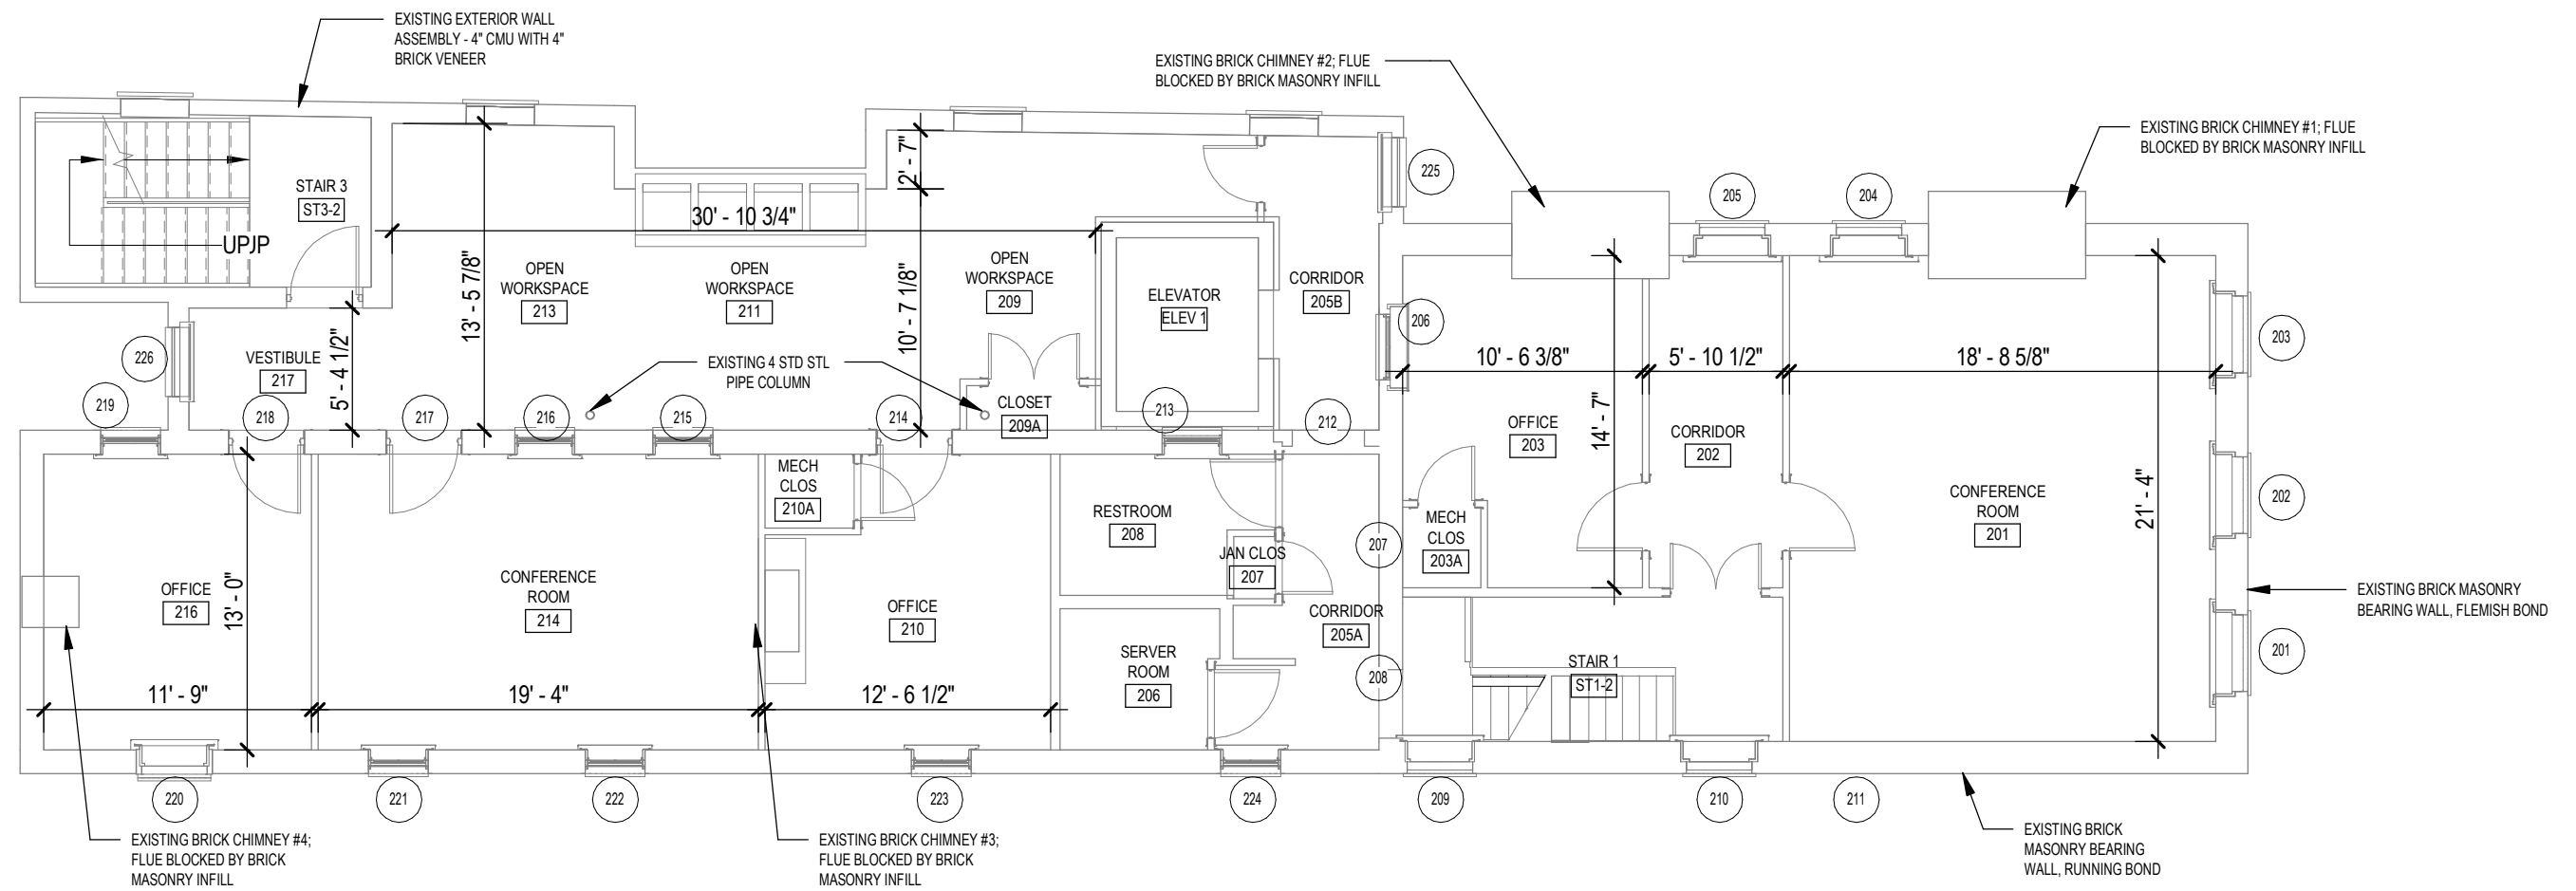 EXISTING EXTERIOR WALL
ASSEMBLY - 4" CMU WITH 4"
BRICK VENEER
EXISTING BRICK CHIMNEY #2; FLUE
BLOCKED BY BRICK MASONRY INFILL
EXISTING BRICK CHIMNEY #1; FLUE
BLOCKED BY BRICK MASONRY INFILL
STAIR 3
ST3-2
UPJP
2' - 7"
225
205
204
30' - 10 3/4"
13' - 5 7/8"
10' - 7 1/8"
OPEN
WORKSPACE
213
OPEN
WORKSPACE
211
OPEN
WORKSPACE
209
ELEVATOR
ELEV 1
CORRIDOR
205B
206
203
226
VESTIBULE
217
5' - 4 1/2"
EXISTING 4 STD STL
PIPE COLUMN
10' - 6 3/8"
5' - 10 1/2"
18' - 8 5/8"
219
218
217
216
215
214
CLOSET
209A
213
212
OFFICE
203
14' - 7"
CORRIDOR
202
MECH
CLOS
210A
RESTROOM
208
JAN CLOS
207
207
MECH
CLOS
203A
CONFERENCE
ROOM
201
21' - 4"
202
OFFICE
216
13' - 0"
CONFERENCE
ROOM
214
OFFICE
210
CORRIDOR
205A
EXISTING BRICK MASONRY
BEARING WALL, FLEMISH BOND
SERVER
ROOM
206
208
STAIR 1
ST1-2
201
11' - 9"
19' - 4"
12' - 6 1/2"
220
221
222
223
224
209
210
211
EXISTING BRICK CHIMNEY #4;
FLUE BLOCKED BY BRICK
MASONRY INFILL
EXISTING BRICK CHIMNEY #3;
FLUE BLOCKED BY BRICK
MASONRY INFILL
EXISTING BRICK
MASONRY BEARING
WALL, RUNNING BOND